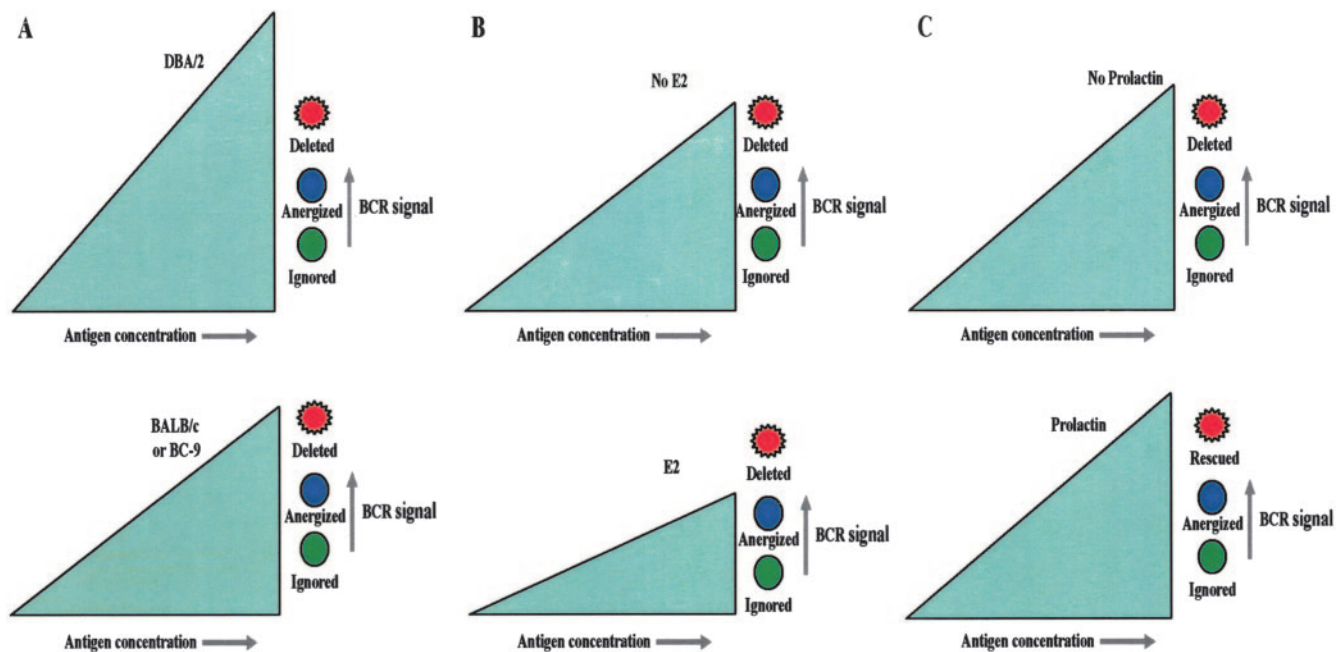 A
DBA/2
Deleted
Anergized
Ignored
BCR signal
Antigen concentration
BALB/c
or BC-9
Deleted
Anergized
Ignored
BCR signal
Antigen concentration
B
No E2
Deleted
Anergized
Ignored
BCR signal
Antigen concentration
E2
Deleted
Anergized
Ignored
BCR signal
Antigen concentration
C
No Prolactin
Deleted
Anergized
Ignored
BCR signal
Antigen concentration
Prolactin
Rescued
Anergized
Ignored
BCR signal
Antigen concentration